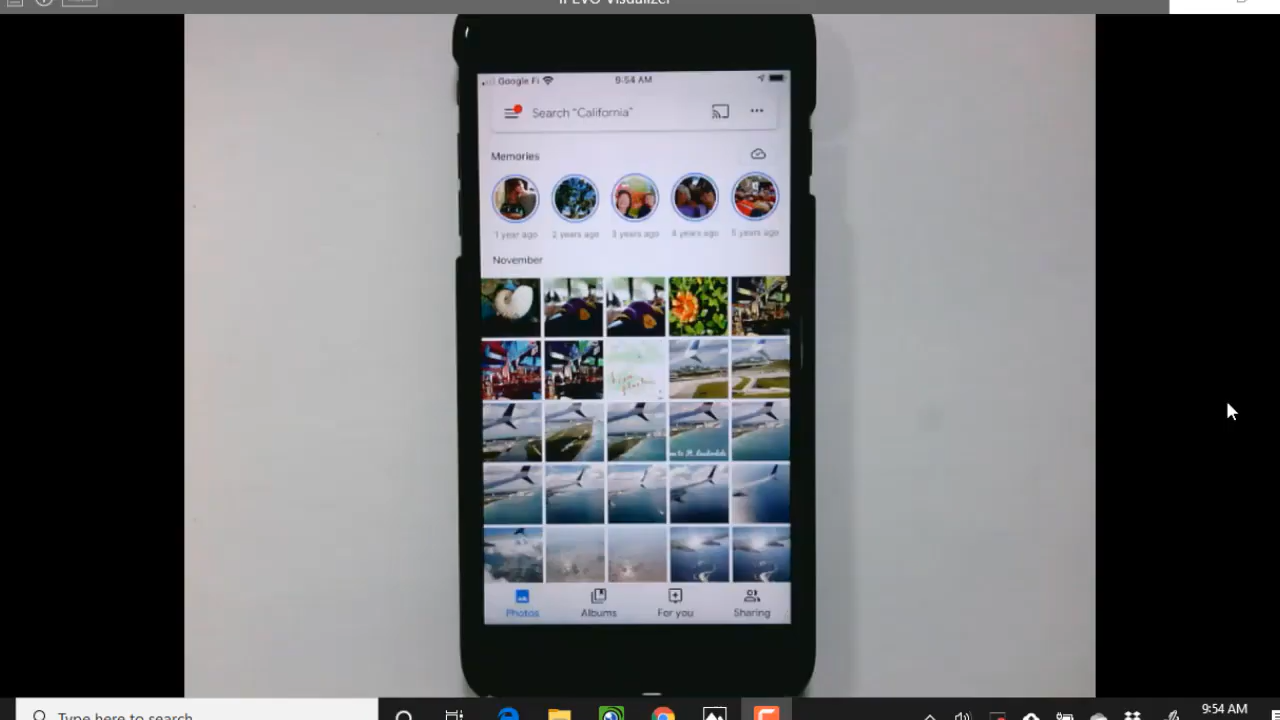 IPEVO Visualizer
Google Fi 9:54 AM
Search "California"
Memories
1 year ago 2 years ago 3 years ago 4 years ago 5 years ago
November
Photos Albums For you Sharing
Type here to search
9:54 AM